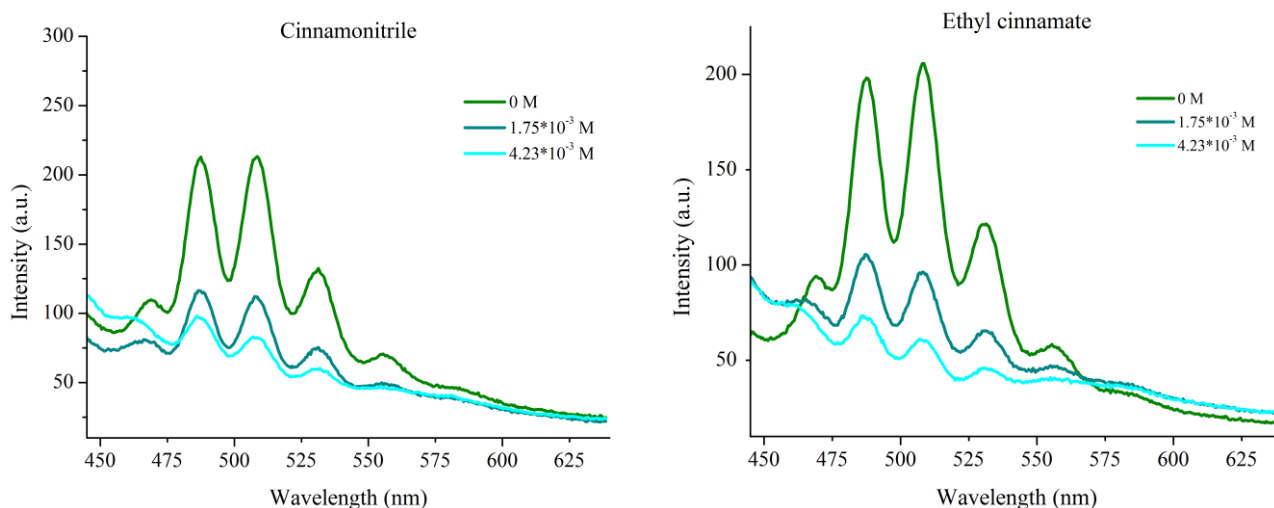 Cinnamonitrile
300
250
200
150
100
50
Intensity (a.u.)
0 M
1.75*10⁻³ M
4.23*10⁻³ M
450 475 500 525 550 575 600 625
Wavelength (nm)
Ethyl cinnamate
200
150
100
50
Intensity (a.u.)
0 M
1.75*10⁻³ M
4.23*10⁻³ M
450 475 500 525 550 575 600 625
Wavelength (nm)